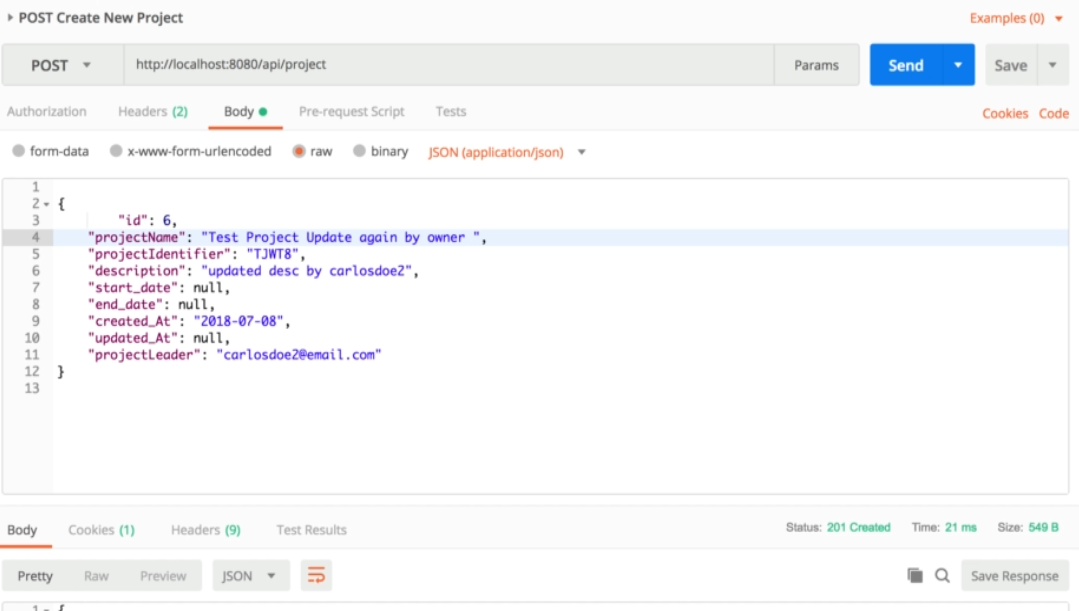 POST Create New Project Examples (0)
POST http://localhost:8080/api/project Params Send Save
Authorization Headers (2) Body Pre-request Script Tests Cookies Code
form-data x-www-form-urlencoded raw binary JSON (application/json)
1
2 {
3 "id": 6,
4 "projectName": "Test Project Update again by owner ",
5 "projectIdentifier": "TJWT8",
6 "description": "updated desc by carlosdoe2",
7 "start_date": null,
8 "end_date": null,
9 "created_At": "2018-07-08",
10 "updated_At": null,
11 "projectLeader": "carlosdoe2@email.com"
12 }
13
Body Cookies (1) Headers (9) Test Results Status: 201 Created Time: 21 ms Size: 549 B
Pretty Raw Preview JSON Save Response
1 {